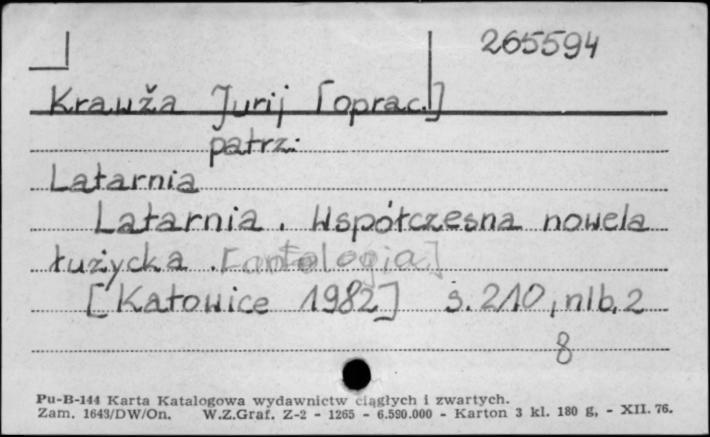 265594
Krawža Jurij [oprac.]
patrz:
Latarnia
Latarnia. Współczesna nowela
łużycka. [antologia]
[Katowice 1982] s. 210, nlb. 2
8
Pu-B-144 Karta Katalogowa wydawnictw ciągłych i zwartych.
Zam. 1643/DW/On. W.Z.Graf. Z-2 - 1265 - 6.590.000 - Karton 3 kl. 180 g, - XII. 76.